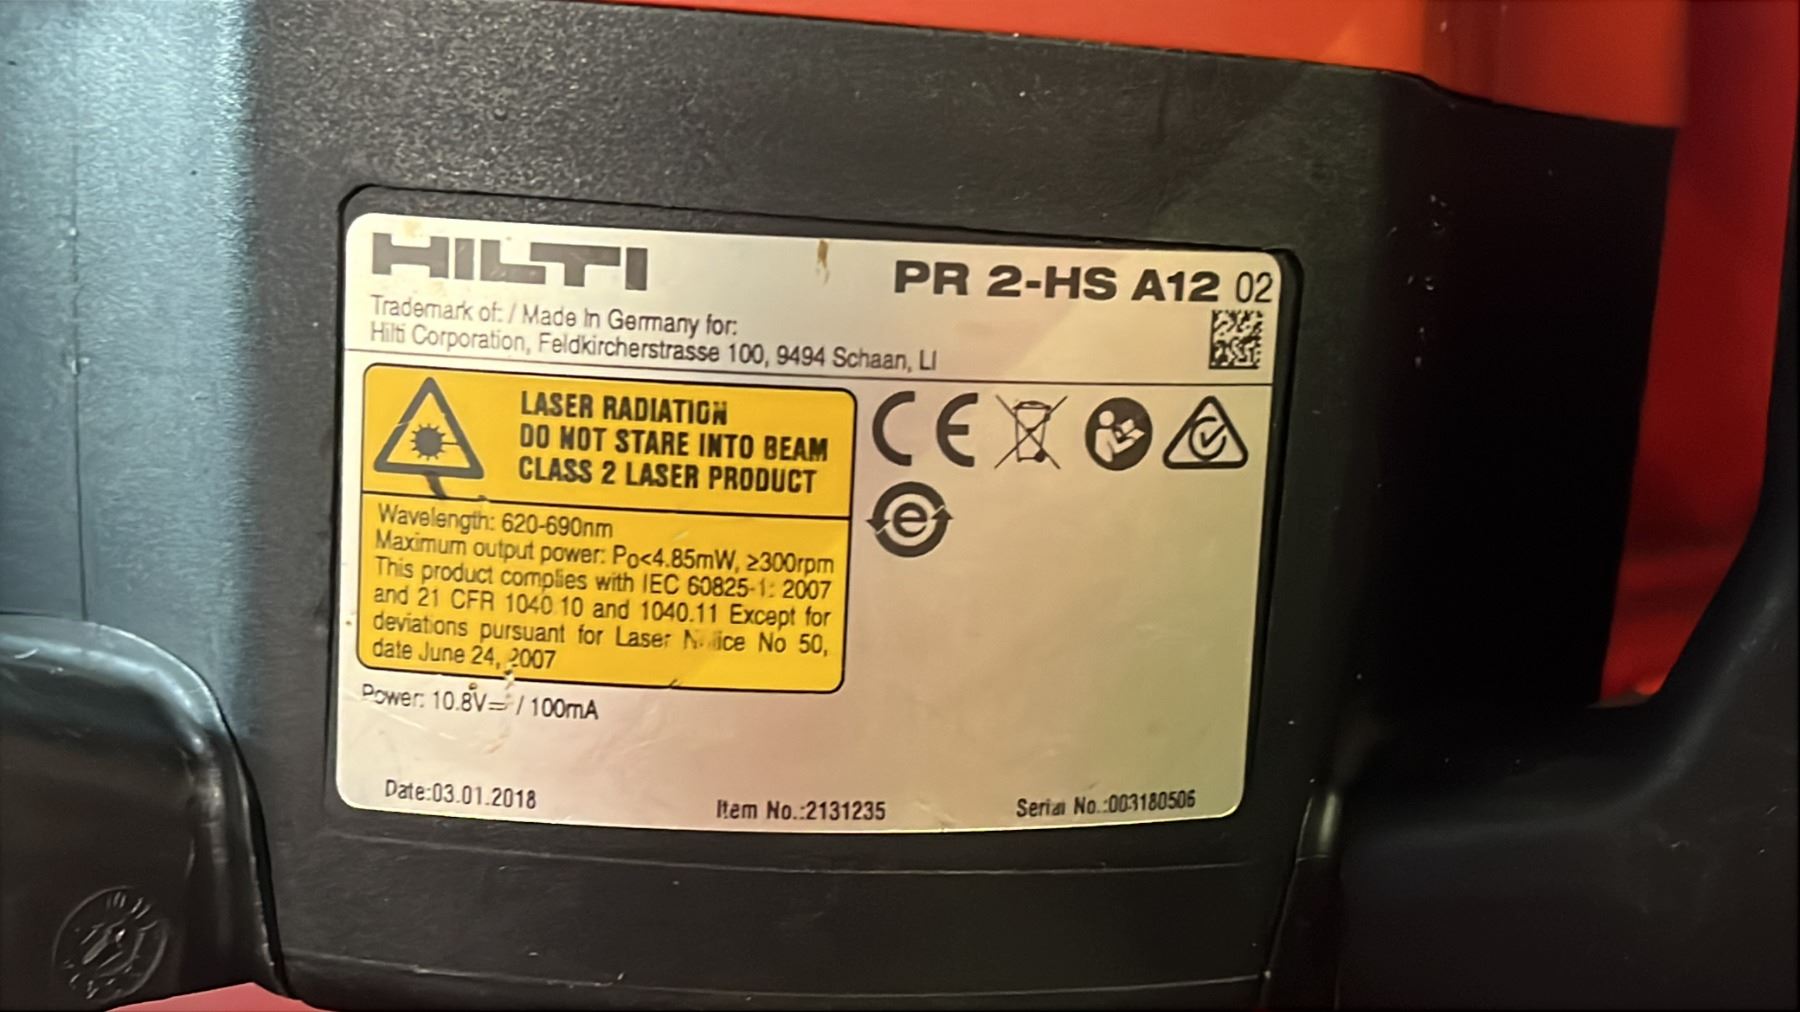 HILTI
PR 2-HS A12 02
Trademark of: / Made In Germany for:
Hilti Corporation, Feldkircherstrasse 100, 9494 Schaan, LI
LASER RADIATION
DO NOT STARE INTO BEAM
CLASS 2 LASER PRODUCT
CE
e
Wavelength: 620-690nm
Maximum output power: Po<4.85mW, ≥300rpm
This product complies with IEC 60825-1: 2007
and 21 CFR 1040.10 and 1040.11 Except for
deviations pursuant for Laser Notice No 50,
date June 24, 2007
Power: 10.8V⎓ / 100mA
Date:03.01.2018
Item No.:2131235
Serial No.:003180506